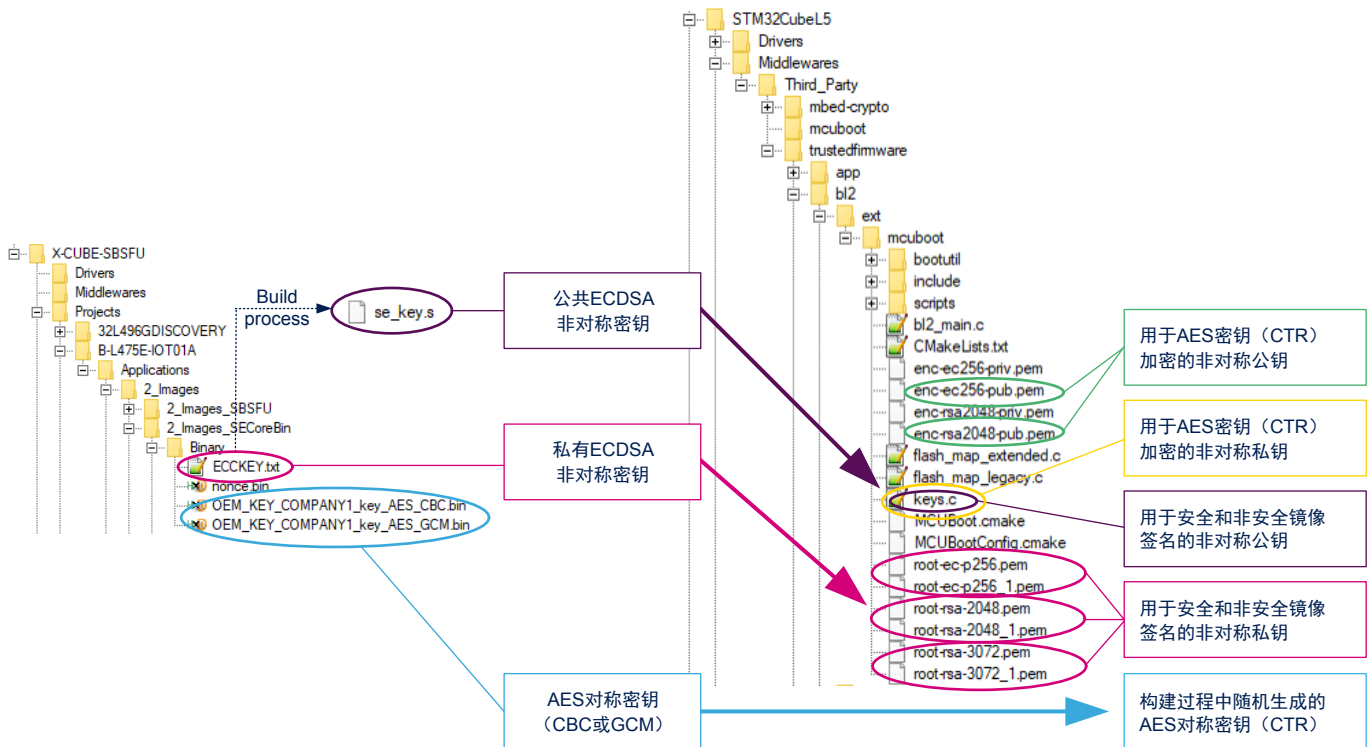 X-CUBE-SBSFU
Drivers
Middlewares
Projects
32L496GDISCOVERY
B-L475E-IOT01A
Applications
2_Images
2_Images_SBSFU
2_Images_SECoreBin
Binary
ECCKEY.txt
nonce.bin
OEM_KEY_COMPANY1_key_AES_CBC.bin
OEM_KEY_COMPANY1_key_AES_GCM.bin
Build
process
se_key.s
公共ECDSA
非对称密钥
私有ECDSA
非对称密钥
AES对称密钥
（CBC或GCM）
STM32CubeL5
Drivers
Middlewares
Third_Party
mbed-crypto
mcuboot
trustedfirmware
app
bl2
ext
mcuboot
bootutil
include
scripts
bl2_main.c
CMakeLists.txt
enc-ec256-priv.pem
enc-ec256-pub.pem
enc-rsa2048-priv.pem
enc-rsa2048-pub.pem
flash_map_extended.c
flash_map_legacy.c
keys.c
MCUBoot.cmake
MCUBootConfig.cmake
root-ec-p256.pem
root-ec-p256_1.pem
root-rsa-2048.pem
root-rsa-2048_1.pem
root-rsa-3072.pem
root-rsa-3072_1.pem
用于AES密钥（CTR）
加密的非对称公钥
用于AES密钥（CTR）
加密的非对称私钥
用于安全和非安全镜像
签名的非对称公钥
用于安全和非安全镜像
签名的非对称私钥
构建过程中随机生成的
AES对称密钥（CTR）